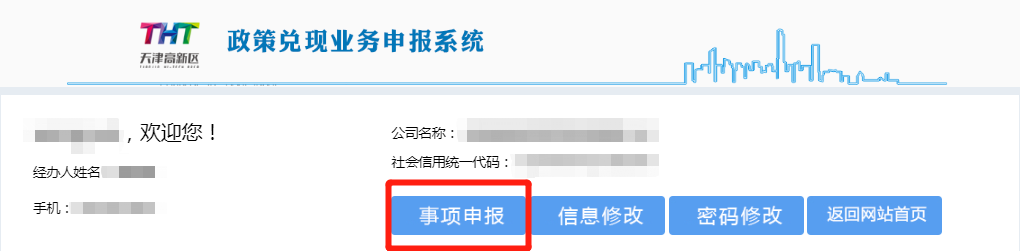 THT
天津高新区
政策兑现业务申报系统
，欢迎您！
公司名称：
社会信用统一代码：
经办人姓名
手机：
事项申报
信息修改
密码修改
返回网站首页